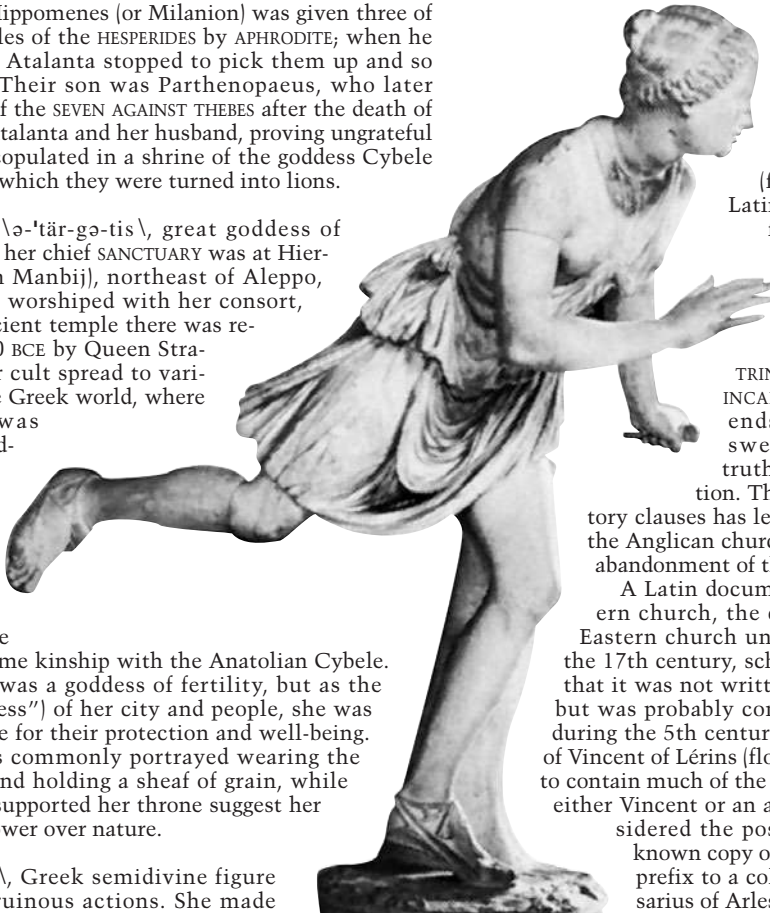 Hippomenes (or Milanion) was given three of
les of the HESPERIDES by APHRODITE; when he
Atalanta stopped to pick them up and so
Their son was Parthenopaeus, who later
f the SEVEN AGAINST THEBES after the death of
talanta and her husband, proving ungrateful
copulated in a shrine of the goddess Cybele
which they were turned into lions.
\ə-ˈtär-gə-tis\, great goddess of
her chief SANCTUARY was at Hier-
n Manbij), northeast of Aleppo,
worshiped with her consort,
cient temple there was re-
0 BCE by Queen Stra-
r cult spread to vari-
e Greek world, where
was
d-
e
me kinship with the Anatolian Cybele.
was a goddess of fertility, but as the
ess”) of her city and people, she was
e for their protection and well-being.
s commonly portrayed wearing the
nd holding a sheaf of grain, while
supported her throne suggest her
ower over nature.
\, Greek semidivine figure
ruinous actions. She made
(f
Latin
TRIN
INCA
ends
swe
truth
tion. Th
tory clauses has le
the Anglican churc
abandonment of t
A Latin docum
ern church, the
Eastern church un
the 17th century, sch
that it was not writt
but was probably con
during the 5th centur
of Vincent of Lérins (flo
to contain much of the
either Vincent or an a
sidered the pos
known copy o
prefix to a col
sarius of Arles